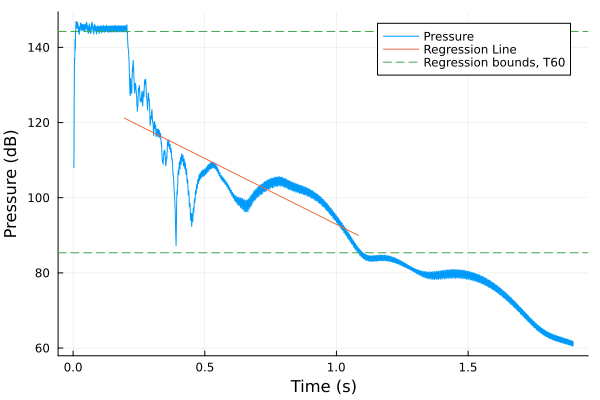 Pressure
Regression Line
Regression bounds, T60
Pressure (dB)
140
120
100
80
60
0.0 0.5 1.0 1.5
Time (s)